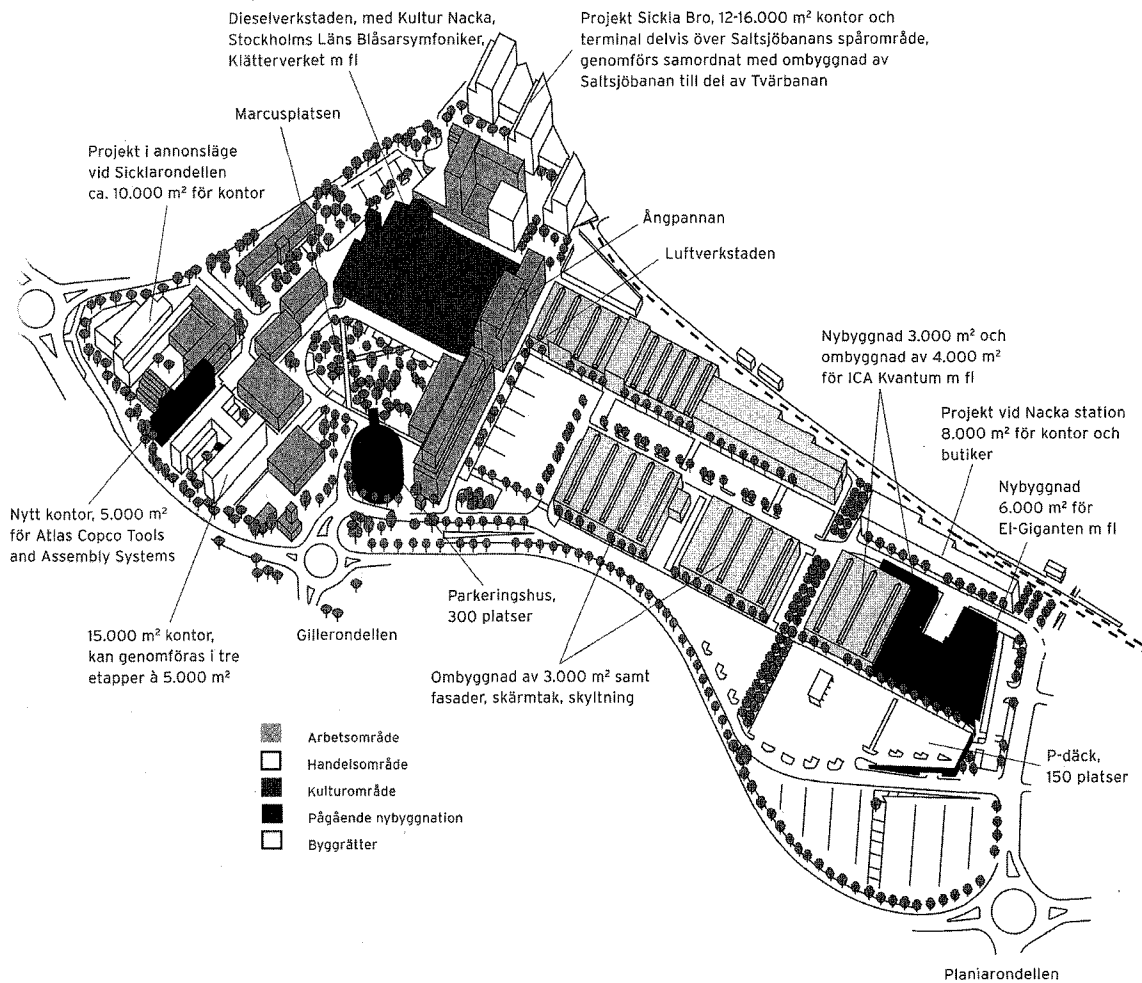 Dieselverkstaden, med Kultur Nacka,
Stockholms Läns Blåsarsymfoniker,
Klätterverket m fl
Projekt Sickla Bro, 12-16.000 m² kontor och
terminal delvis över Saltsjöbanans spårområde,
genomförs samordnat med ombyggnad av
Saltsjöbanan till del av Tvärbanan
Marcusplatsen
Projekt i annonsläge
vid Sicklarondellen
ca. 10.000 m² för kontor
Ångpannan
Luftverkstaden
Nybyggnad 3.000 m² och
ombyggnad av 4.000 m²
för ICA Kvantum m fl
Projekt vid Nacka station
8.000 m² för kontor och
butiker
Nybyggnad
6.000 m² för
El-Giganten m fl
Nytt kontor, 5.000 m²
för Atlas Copco Tools
and Assembly Systems
Parkeringshus,
300 platser
Gillerondellen
15.000 m² kontor,
kan genomföras i tre
etapper à 5.000 m²
Ombyggnad av 3.000 m² samt
fasader, skärmtak, skyltning
Arbetsområde
Handelsområde
Kulturområde
Pågående nybyggnation
Byggrätter
P-däck,
150 platser
Planiarondellen